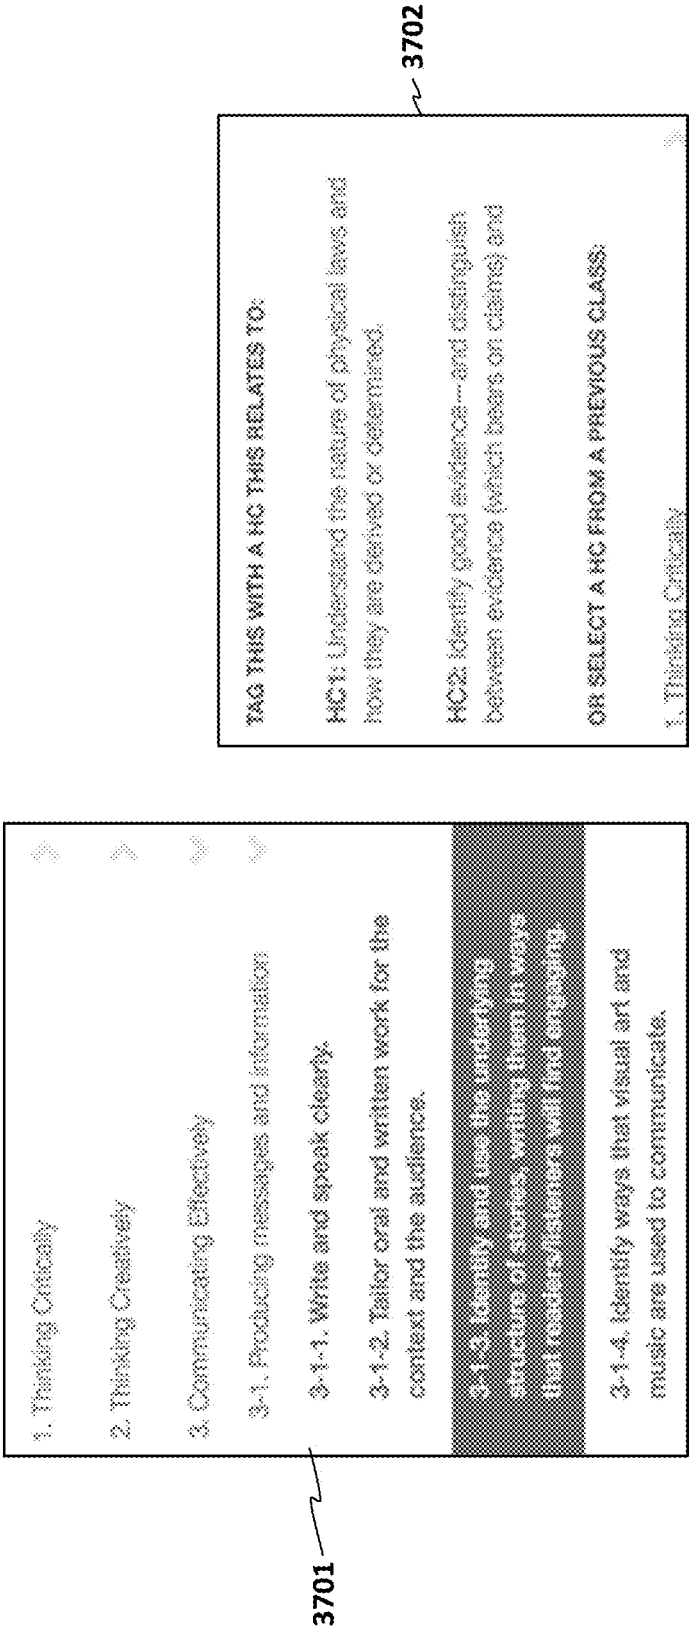 3701
1. Thinking Critically
2. Thinking Creatively
3. Communicating Effectively
3-1. Producing messages and information
3-1-1. Write and speak clearly.
3-1-2. Tailor oral and written work for the
context and the audience.
3-1-3. Identify and use the underlying
structure of stories, writing them in ways
that readers/listeners will find engaging.
3-1-4. Identify ways that visual art and
music are used to communicate.
3702
TAG THIS WITH A HC THIS RELATES TO:
HC1: Understand the nature of physical laws and
how they are derived or determined.
HC2: Identify good evidence—and distinguish
between evidence (which bears on claims) and
OR SELECT A HC FROM A PREVIOUS CLASS:
1. Thinking Critically